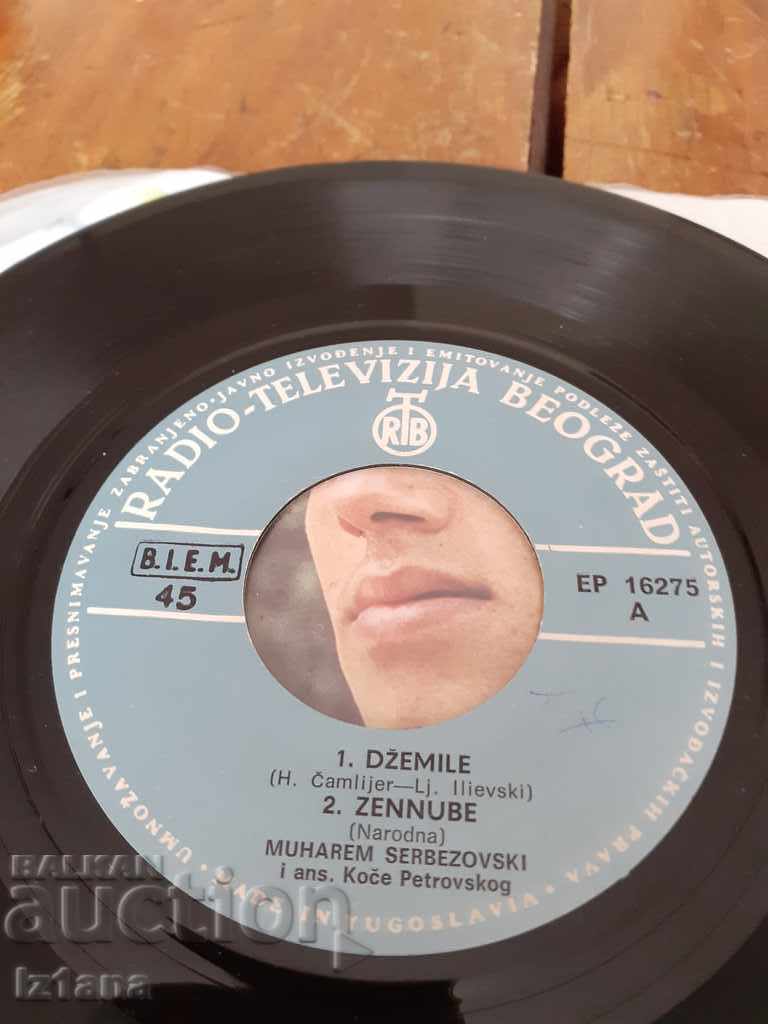 UMNOŽAVANJE I PRESNIMAVANJE ZABRANJENO · JAVNO IZVOĐENJE I EMITOVANJE PODLEŽE ZAŠTITI AUTORSKIH I IZVOĐAČKIH PRAVA ·
RADIO-TELEVIZIJA BEOGRAD
RTB
B.I.E.M.
45
EP 16275
A
1. DŽEMILE
(H. Čamlijer—Lj. Ilievski)
2. ZENNUBE
(Narodna)
MUHAREM SERBEZOVSKI
i ans. Koče Petrovskog
MADE IN YUGOSLAVIA
BALKAN
auction
iz1ana